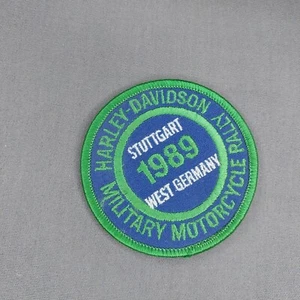 HARLEY-DAVIDSON
STUTTGART
1989
WEST GERMANY
MILITARY MOTORCYCLE RALLY